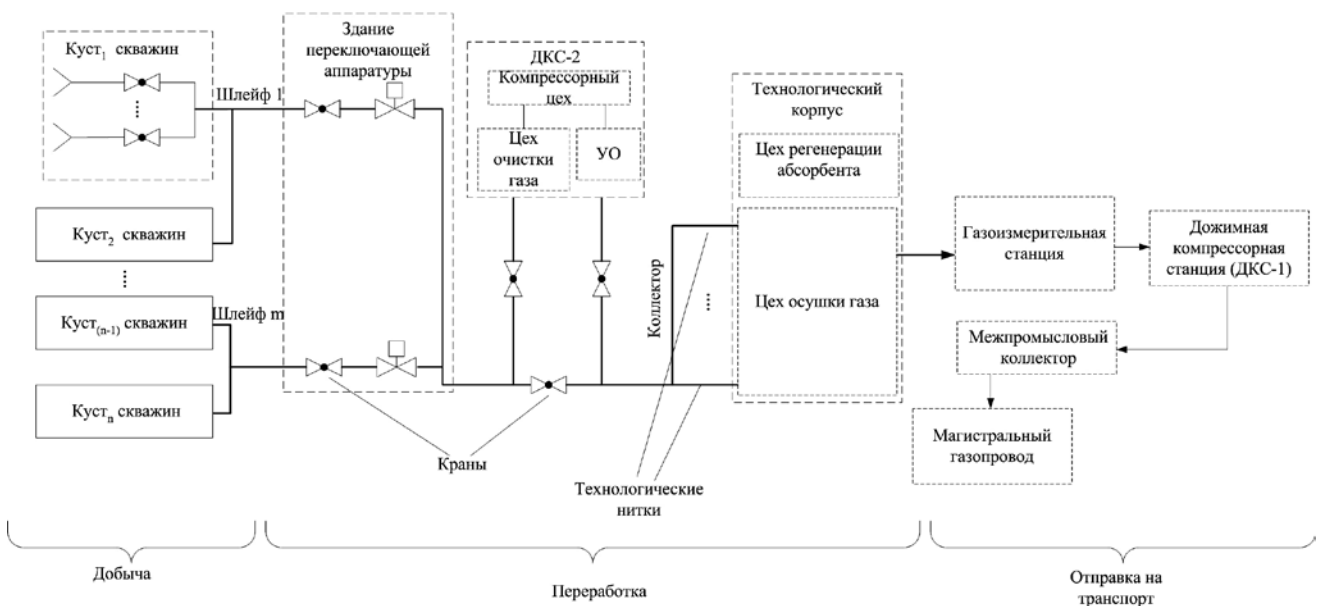 Куст₁ скважин
Шлейф 1
Куст₂ скважин
Куст₍ₙ₋₁₎ скважин
Шлейф m
Кустₙ скважин
Здание
переключающей
аппаратуры
ДКС-2
Компрессорный
цех
Цех
очистки
газа
УО
Коллектор
Технологический
корпус
Цех регенерации
абсорбента
Цех осушки газа
Газоизмерительная
станция
Дожимная
компрессорная
станция (ДКС-1)
Межпромысловый
коллектор
Магистральный
газопровод
Краны
Технологические
нитки
Добыча
Переработка
Отправка на
транспорт